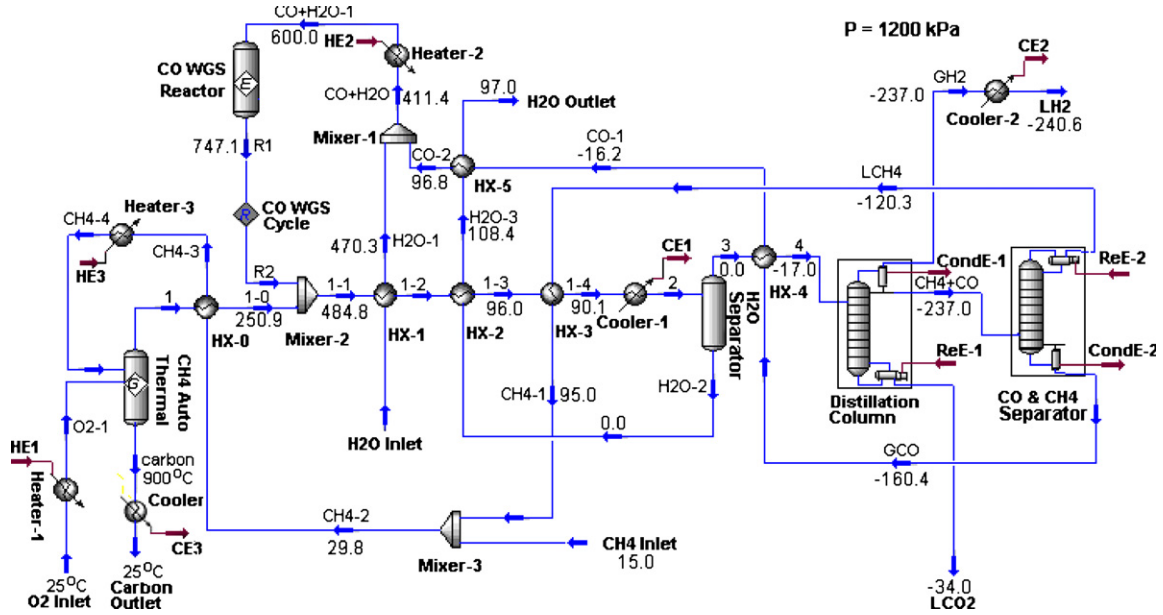 CO+H2O-1
600.0
HE2
Heater-2
P = 1200 kPa
CE2
GH2
-237.0
LH2
-240.6
Cooler-2
CO WGS
Reactor
E
CO+H2O
411.4
97.0
H2O Outlet
Mixer-1
CO-1
-16.2
CO-2
96.8
HX-5
LCH4
-120.3
747.1
R1
CH4-4
Heater-3
HE3
CH4-3
R
CO WGS
Cycle
470.3
H2O-1
H2O-3
108.4
CE1
3
0.0
4
-17.0
HX-4
CondE-1
CH4+CO
-237.0
ReE-2
R2
1
1-0
250.9
HX-0
Mixer-2
1-1
484.8
1-2
HX-1
HX-2
1-3
96.0
HX-3
1-4
90.1
Cooler-1
2
H2O
Separator
CH4 Auto
Thermal
G
O2-1
H2O Inlet
CH4-1
95.0
H2O-2
0.0
ReE-1
Distillation
Column
CondE-2
CO & CH4
Separator
GCO
-160.4
HE1
Heater-1
carbon
900°C
Cooler
CE3
CH4-2
29.8
Mixer-3
CH4 Inlet
15.0
25°C
O2 Inlet
25°C
Carbon
Outlet
-34.0
LCO2